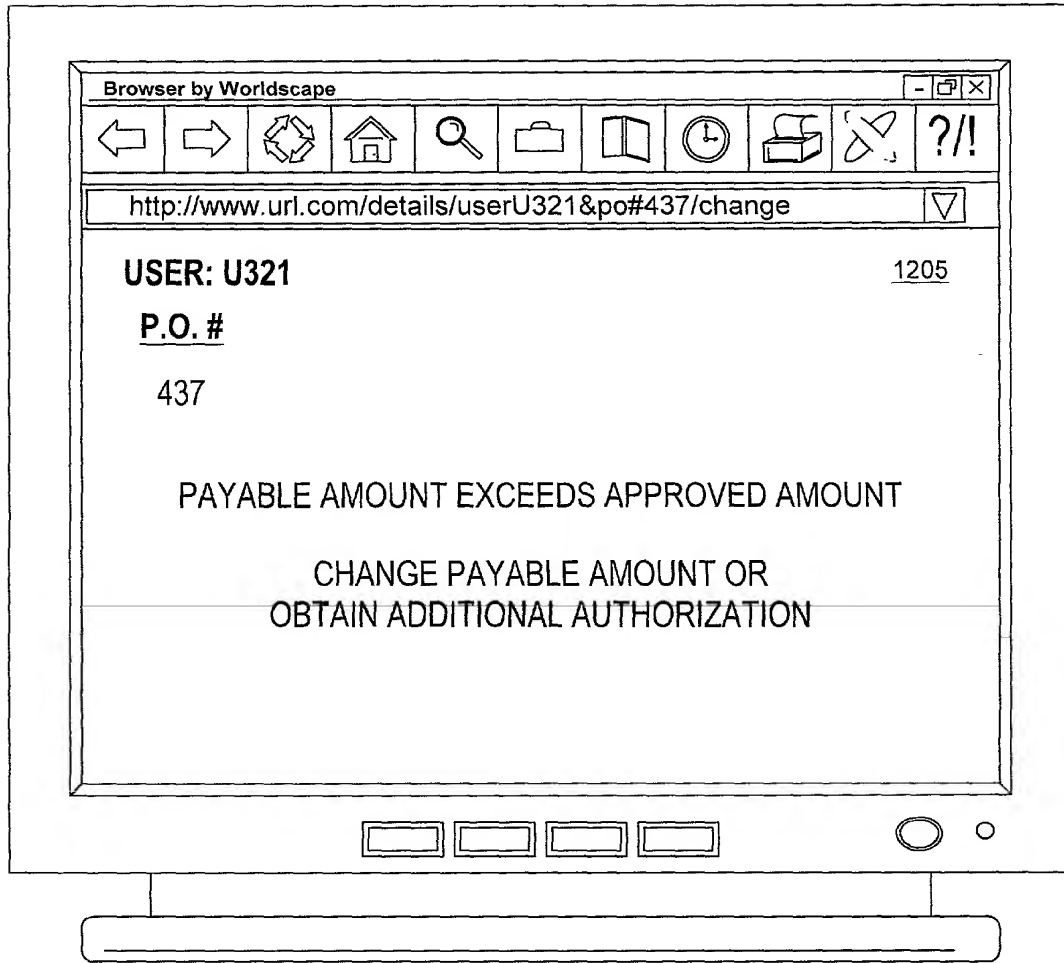 Browser by Worldscape
?/!
http://www.url.com/details/userU321&po#437/change
USER: U321
1205
P.O. #
437
PAYABLE AMOUNT EXCEEDS APPROVED AMOUNT
CHANGE PAYABLE AMOUNT OR
OBTAIN ADDITIONAL AUTHORIZATION